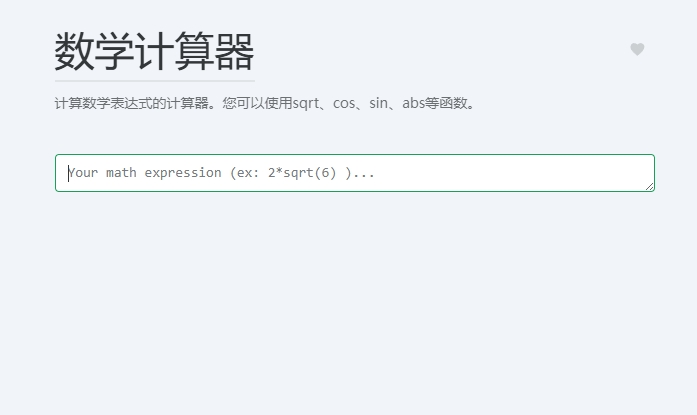 数学计算器
计算数学表达式的计算器。您可以使用sqrt、cos、sin、abs等函数。
Your math expression (ex: 2*sqrt(6) )...